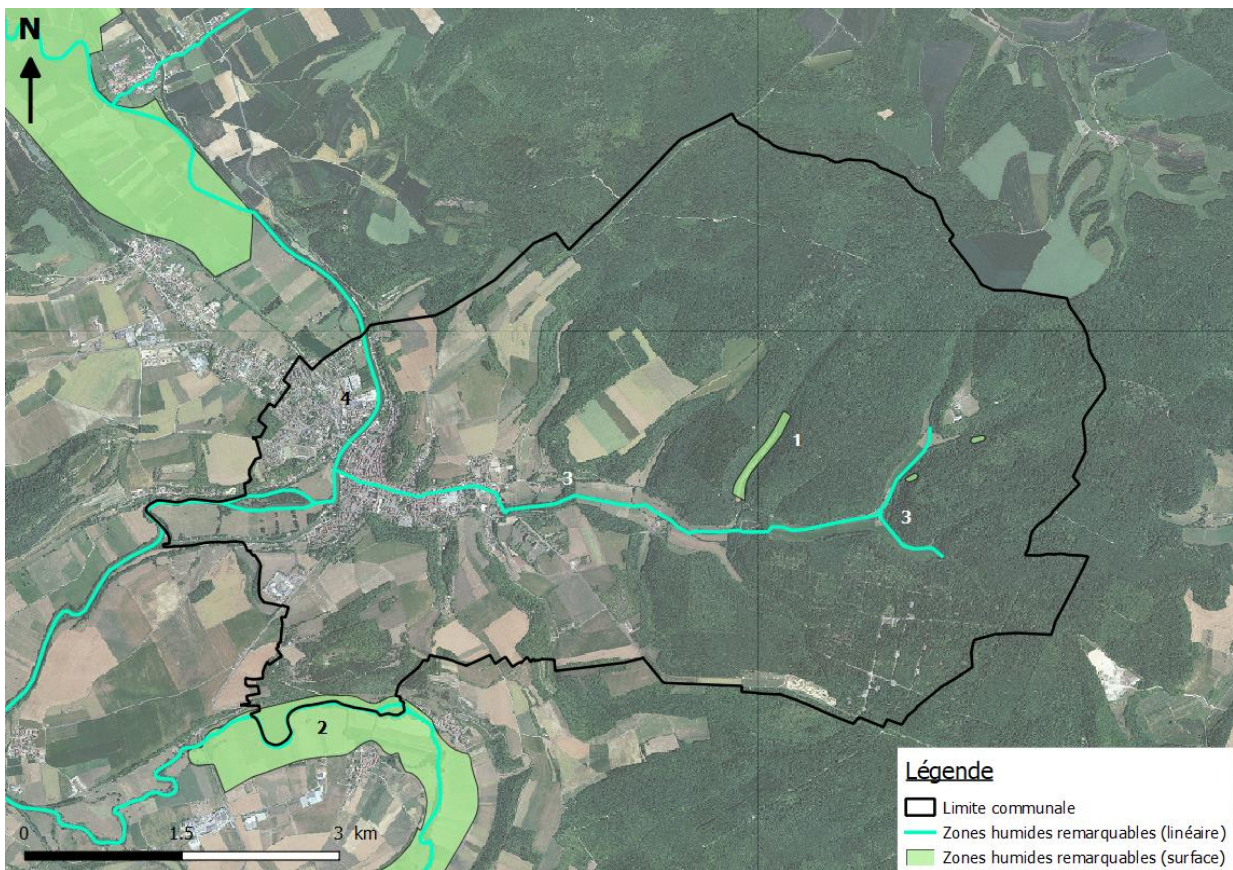 N
4
1
3
3
2
0 1.5 3 km
Légende
Limite communale
Zones humides remarquables (linéaire)
Zones humides remarquables (surface)